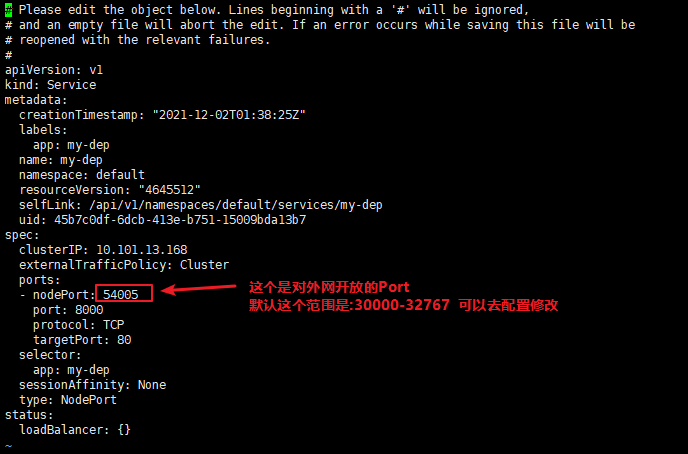 # Please edit the object below. Lines beginning with a '#' will be ignored,
# and an empty file will abort the edit. If an error occurs while saving this file will be
# reopened with the relevant failures.
#
apiVersion: v1
kind: Service
metadata:
  creationTimestamp: "2021-12-02T01:38:25Z"
  labels:
    app: my-dep
  name: my-dep
  namespace: default
  resourceVersion: "4645512"
  selfLink: /api/v1/namespaces/default/services/my-dep
  uid: 45b7c0df-6dcb-413e-b751-15009bda13b7
spec:
  clusterIP: 10.101.13.168
  externalTrafficPolicy: Cluster
  ports:
  - nodePort: 54005
    port: 8000
    protocol: TCP
    targetPort: 80
  selector:
    app: my-dep
  sessionAffinity: None
  type: NodePort
status:
  loadBalancer: {}
~
这个是对外网开放的Port
默认这个范围是:30000-32767 可以去配置修改